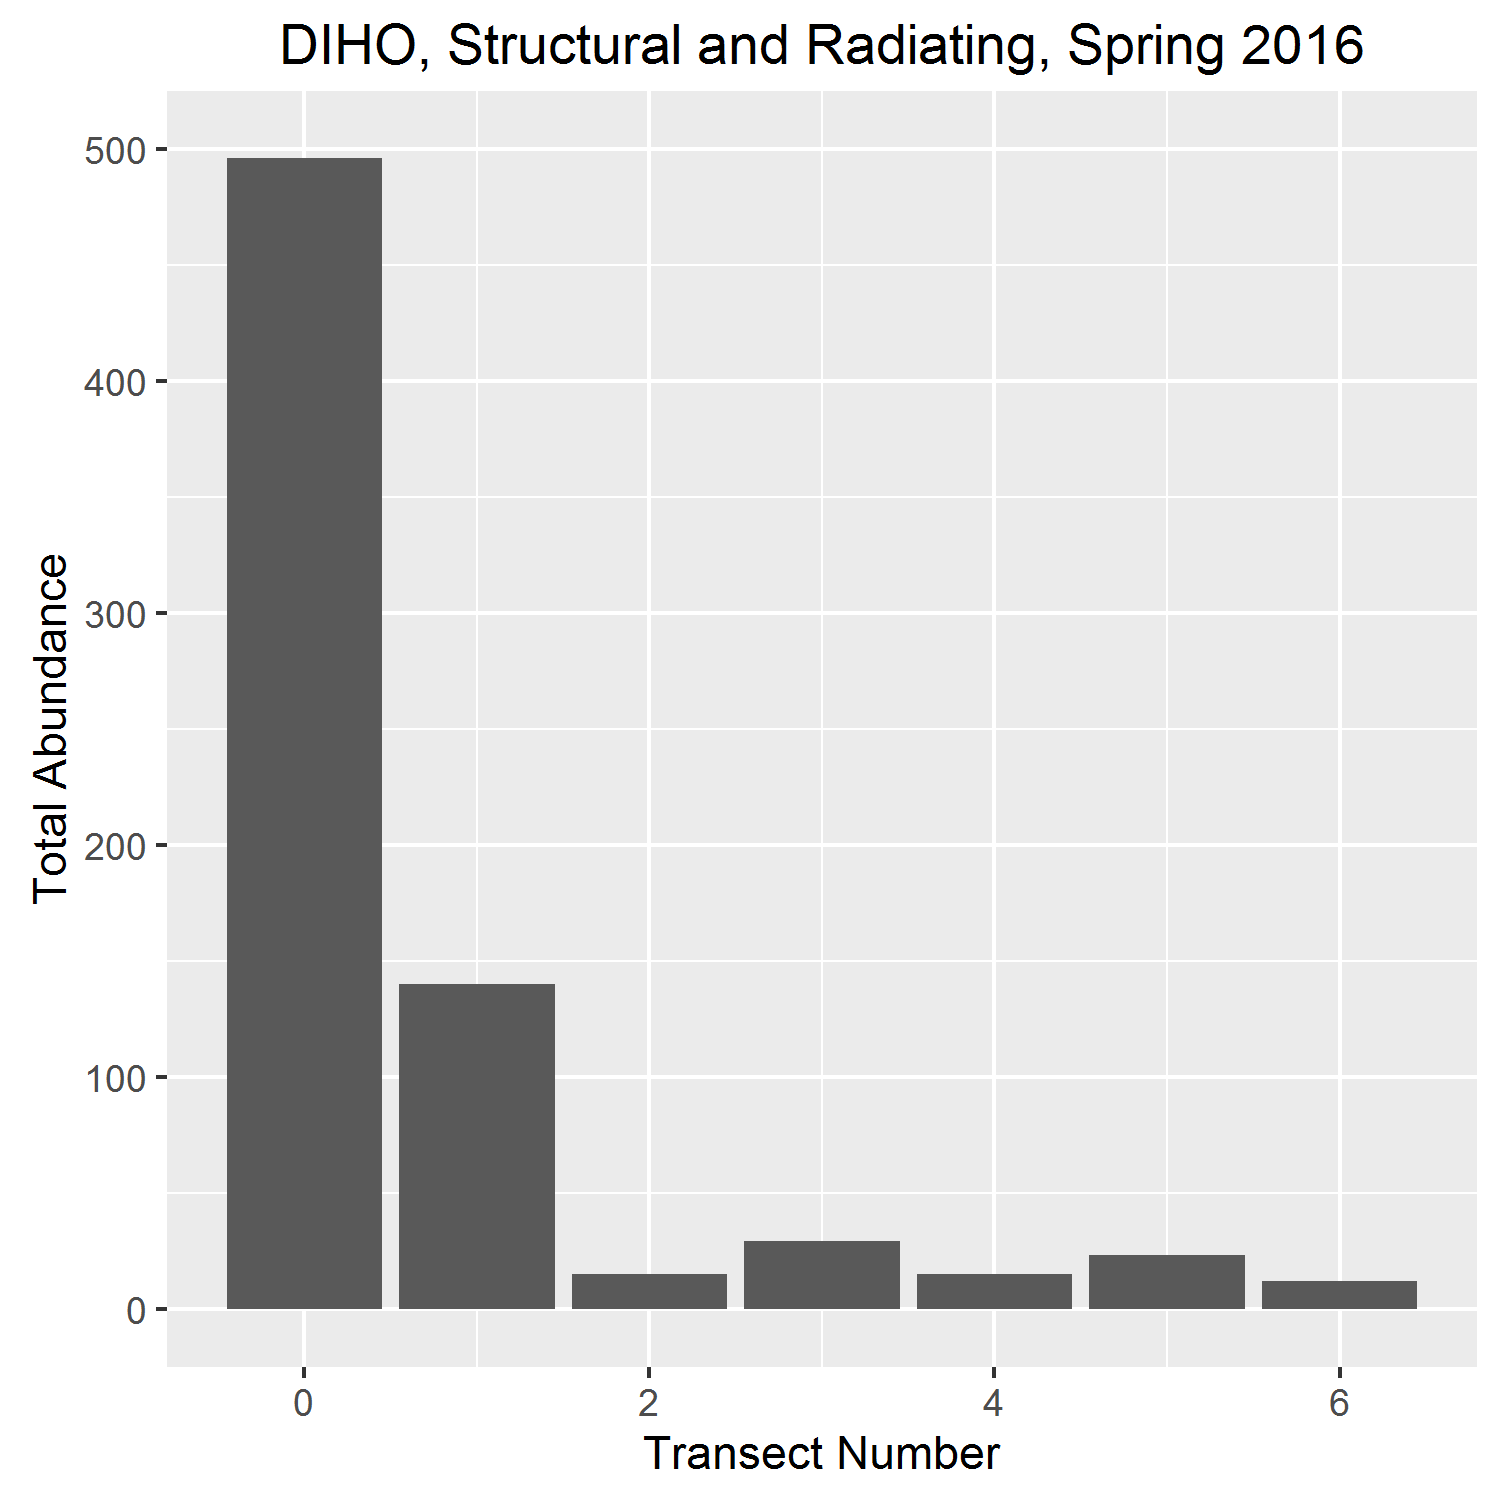 DIHO, Structural and Radiating, Spring 2016
Total Abundance
500
400
300
200
100
0
0 2 4 6
Transect Number